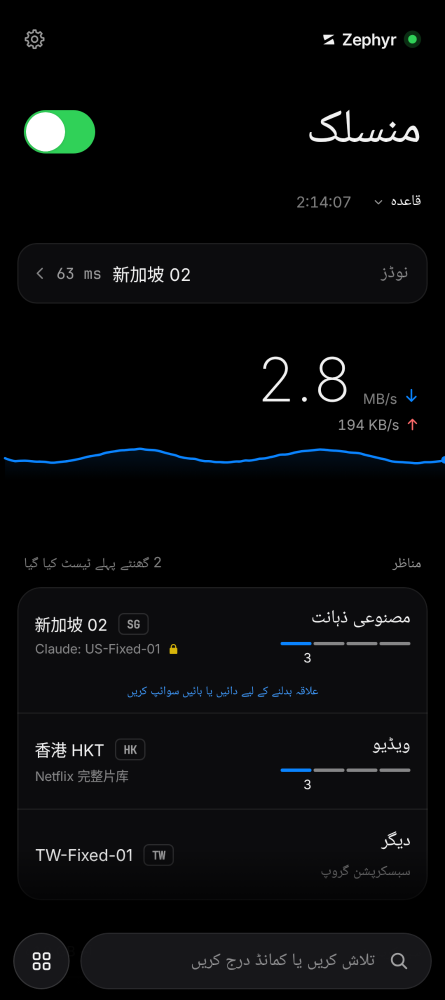 Zephyr
منسلک
قاعدہ
2:14:07
نوڈز
新加坡 02
63 ms
2.8 MB/s
194 KB/s
مناظر
2 گھنٹے پہلے ٹیسٹ کیا گیا
مصنوعی ذہانت
3
新加坡 02 SG
Claude: US-Fixed-01
علاقہ بدلنے کے لیے دائیں یا بائیں سوائپ کریں
ویڈیو
3
香港 HKT HK
Netflix 完整片库
دیگر
سبسکرپشن گروپ
TW-Fixed-01 TW
تلاش کریں یا کمانڈ درج کریں